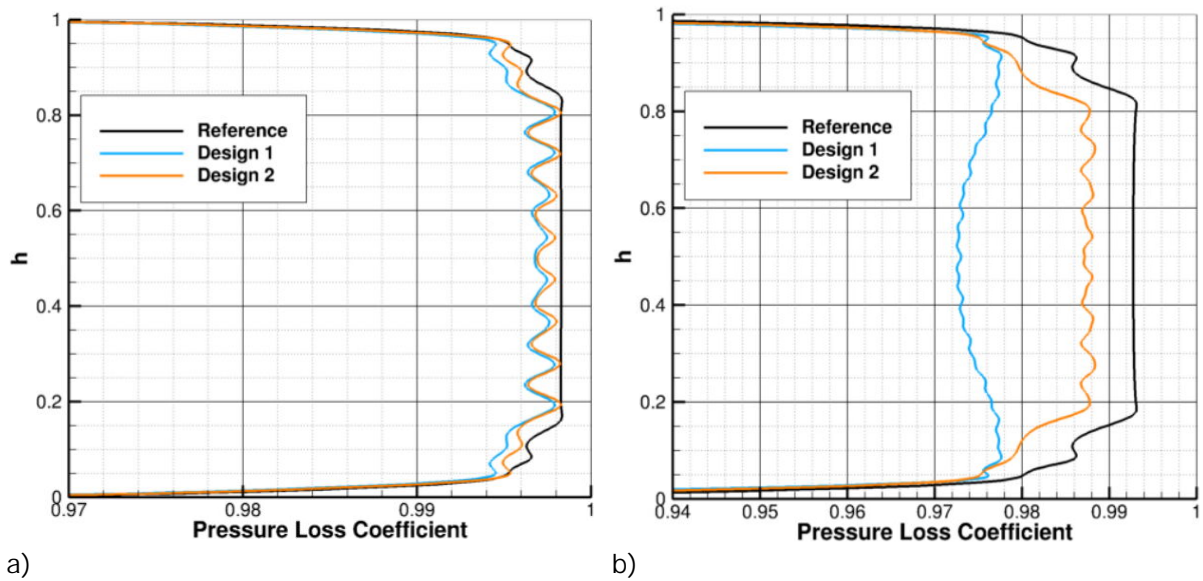 1
0.8
0.6
0.4
0.2
0
h
Reference
Design 1
Design 2
0.97
0.98
0.99
1
Pressure Loss Coefficient
a)
1
0.8
0.6
0.4
0.2
0
h
Reference
Design 1
Design 2
0.94
0.95
0.96
0.97
0.98
0.99
1
Pressure Loss Coefficient
b)